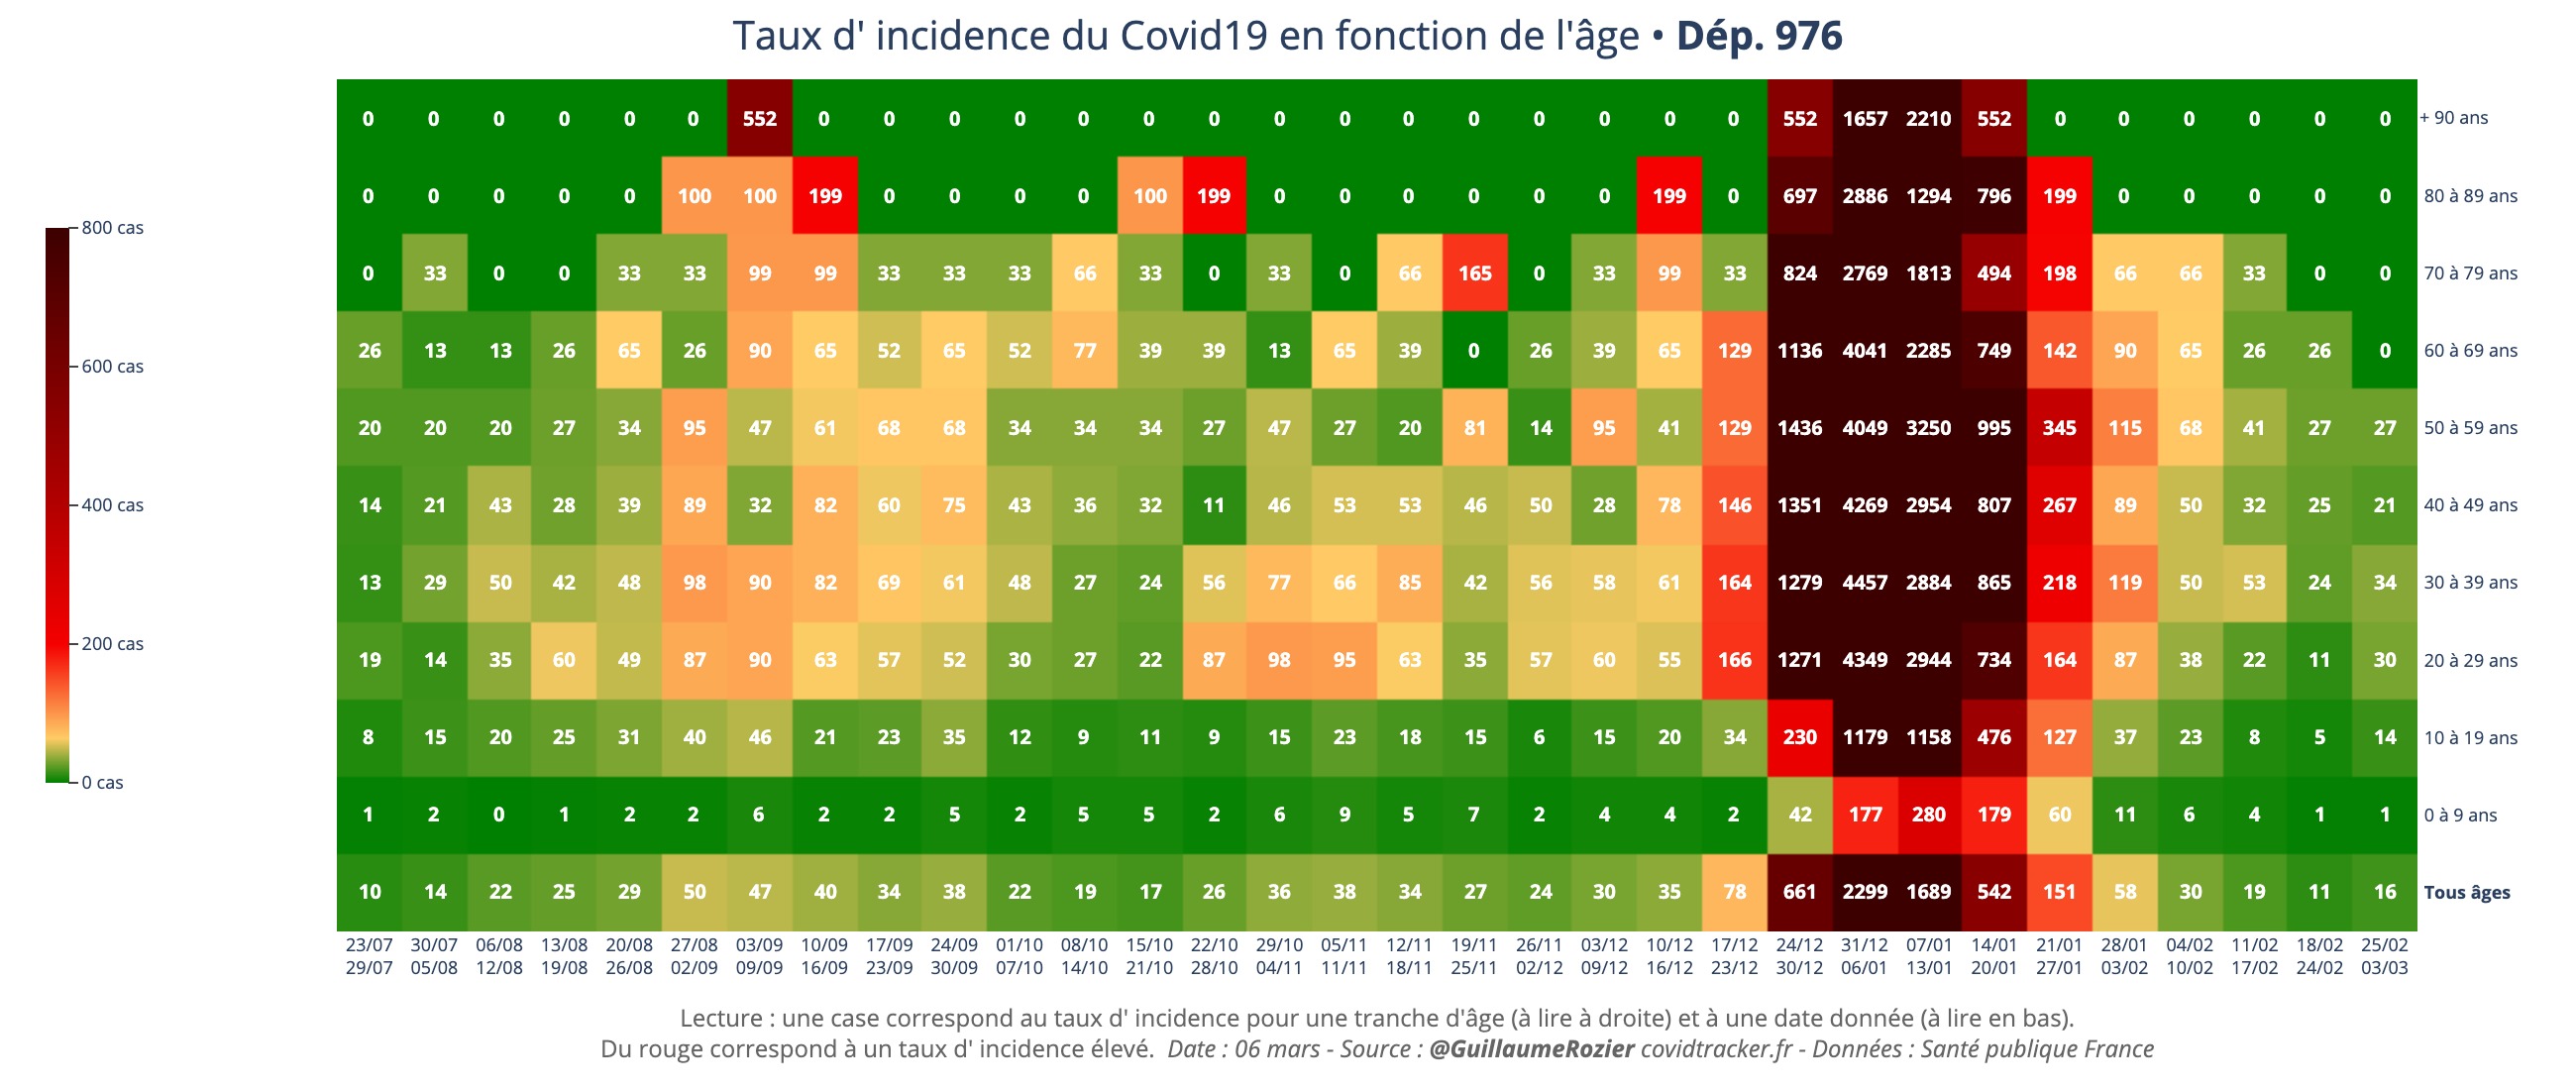 Taux d' incidence du Covid19 en fonction de l'âge • Dép. 976
800 cas
600 cas
400 cas
200 cas
0 cas
0 0 0 0 0 0 552 0 0 0 0 0 0 0 0 0 0 0 0 0 0 0 552 1657 2210 552 0 0 0 0 0 0 + 90 ans
0 0 0 0 0 100 100 199 0 0 0 0 100 199 0 0 0 0 0 0 199 0 697 2886 1294 796 199 0 0 0 0 0 80 à 89 ans
0 33 0 0 33 33 99 99 33 33 33 66 33 0 33 0 66 165 0 33 99 33 824 2769 1813 494 198 66 66 33 0 0 70 à 79 ans
26 13 13 26 65 26 90 65 52 65 52 77 39 39 13 65 39 0 26 39 65 129 1136 4041 2285 749 142 90 65 26 26 0 60 à 69 ans
20 20 20 27 34 95 47 61 68 68 34 34 34 27 47 27 20 81 14 95 41 129 1436 4049 3250 995 345 115 68 41 27 27 50 à 59 ans
14 21 43 28 39 89 32 82 60 75 43 36 32 11 46 53 53 46 50 28 78 146 1351 4269 2954 807 267 89 50 32 25 21 40 à 49 ans
13 29 50 42 48 98 90 82 69 61 48 27 24 56 77 66 85 42 56 58 61 164 1279 4457 2884 865 218 119 50 53 24 34 30 à 39 ans
19 14 35 60 49 87 90 63 57 52 30 27 22 87 98 95 63 35 57 60 55 166 1271 4349 2944 734 164 87 38 22 11 30 20 à 29 ans
8 15 20 25 31 40 46 21 23 35 12 9 11 9 15 23 18 15 6 15 20 34 230 1179 1158 476 127 37 23 8 5 14 10 à 19 ans
1 2 0 1 2 2 6 2 2 5 2 5 5 2 6 9 5 7 2 4 4 2 42 177 280 179 60 11 6 4 1 1 0 à 9 ans
10 14 22 25 29 50 47 40 34 38 22 19 17 26 36 38 34 27 24 30 35 78 661 2299 1689 542 151 58 30 19 11 16 Tous âges
23/07 30/07 06/08 13/08 20/08 27/08 03/09 10/09 17/09 24/09 01/10 08/10 15/10 22/10 29/10 05/11 12/11 19/11 26/11 03/12 10/12 17/12 24/12 31/12 07/01 14/01 21/01 28/01 04/02 11/02 18/02 25/02
29/07 05/08 12/08 19/08 26/08 02/09 09/09 16/09 23/09 30/09 07/10 14/10 21/10 28/10 04/11 11/11 18/11 25/11 02/12 09/12 16/12 23/12 30/12 06/01 13/01 20/01 27/01 03/02 10/02 17/02 24/02 03/03
Lecture : une case correspond au taux d' incidence pour une tranche d'âge (à lire à droite) et à une date donnée (à lire en bas).
Du rouge correspond à un taux d' incidence élevé. Date : 06 mars - Source : @GuillaumeRozier covidtracker.fr - Données : Santé publique France